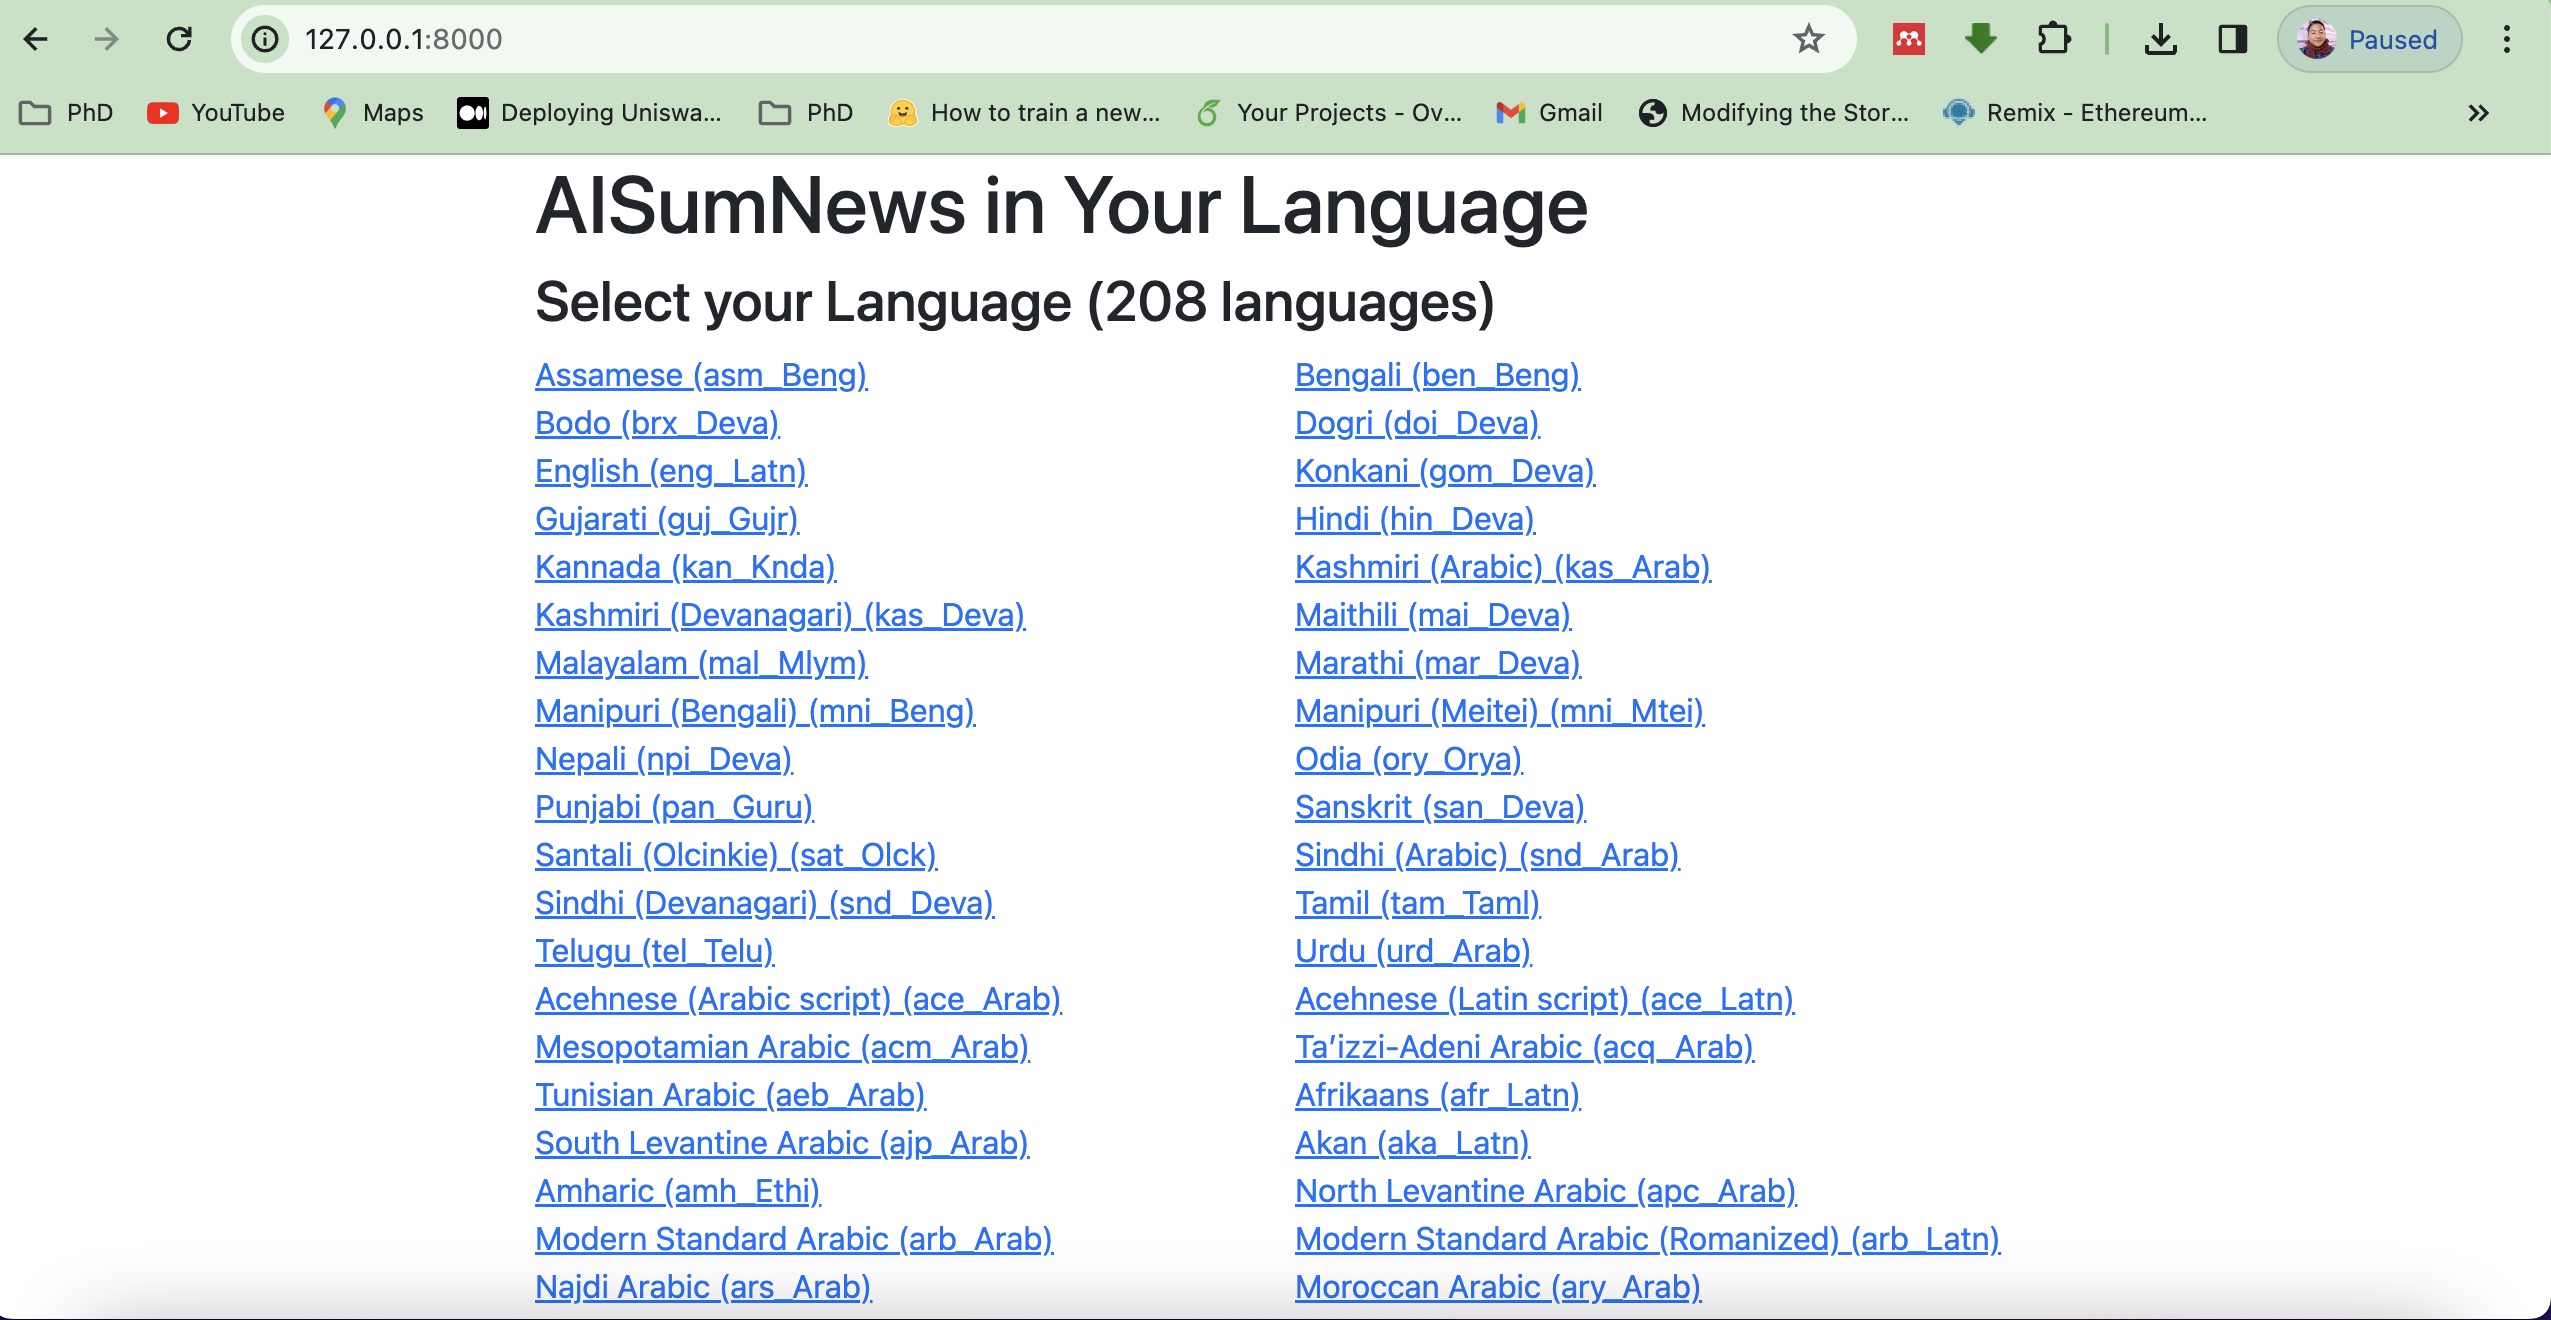 127.0.0.1:8000
Paused
PhD YouTube Maps Deploying Uniswa... PhD How to train a new... Your Projects - Ov... Gmail Modifying the Stor... Remix - Ethereum...
AISumNews in Your Language
Select your Language (208 languages)
Assamese (asm_Beng) Bengali (ben_Beng)
Bodo (brx_Deva) Dogri (doi_Deva)
English (eng_Latn) Konkani (gom_Deva)
Gujarati (guj_Gujr) Hindi (hin_Deva)
Kannada (kan_Knda) Kashmiri (Arabic) (kas_Arab)
Kashmiri (Devanagari) (kas_Deva) Maithili (mai_Deva)
Malayalam (mal_Mlym) Marathi (mar_Deva)
Manipuri (Bengali) (mni_Beng) Manipuri (Meitei) (mni_Mtei)
Nepali (npi_Deva) Odia (ory_Orya)
Punjabi (pan_Guru) Sanskrit (san_Deva)
Santali (Olcinkie) (sat_Olck) Sindhi (Arabic) (snd_Arab)
Sindhi (Devanagari) (snd_Deva) Tamil (tam_Taml)
Telugu (tel_Telu) Urdu (urd_Arab)
Acehnese (Arabic script) (ace_Arab) Acehnese (Latin script) (ace_Latn)
Mesopotamian Arabic (acm_Arab) Ta’izzi-Adeni Arabic (acq_Arab)
Tunisian Arabic (aeb_Arab) Afrikaans (afr_Latn)
South Levantine Arabic (ajp_Arab) Akan (aka_Latn)
Amharic (amh_Ethi) North Levantine Arabic (apc_Arab)
Modern Standard Arabic (arb_Arab) Modern Standard Arabic (Romanized) (arb_Latn)
Najdi Arabic (ars_Arab) Moroccan Arabic (ary_Arab)